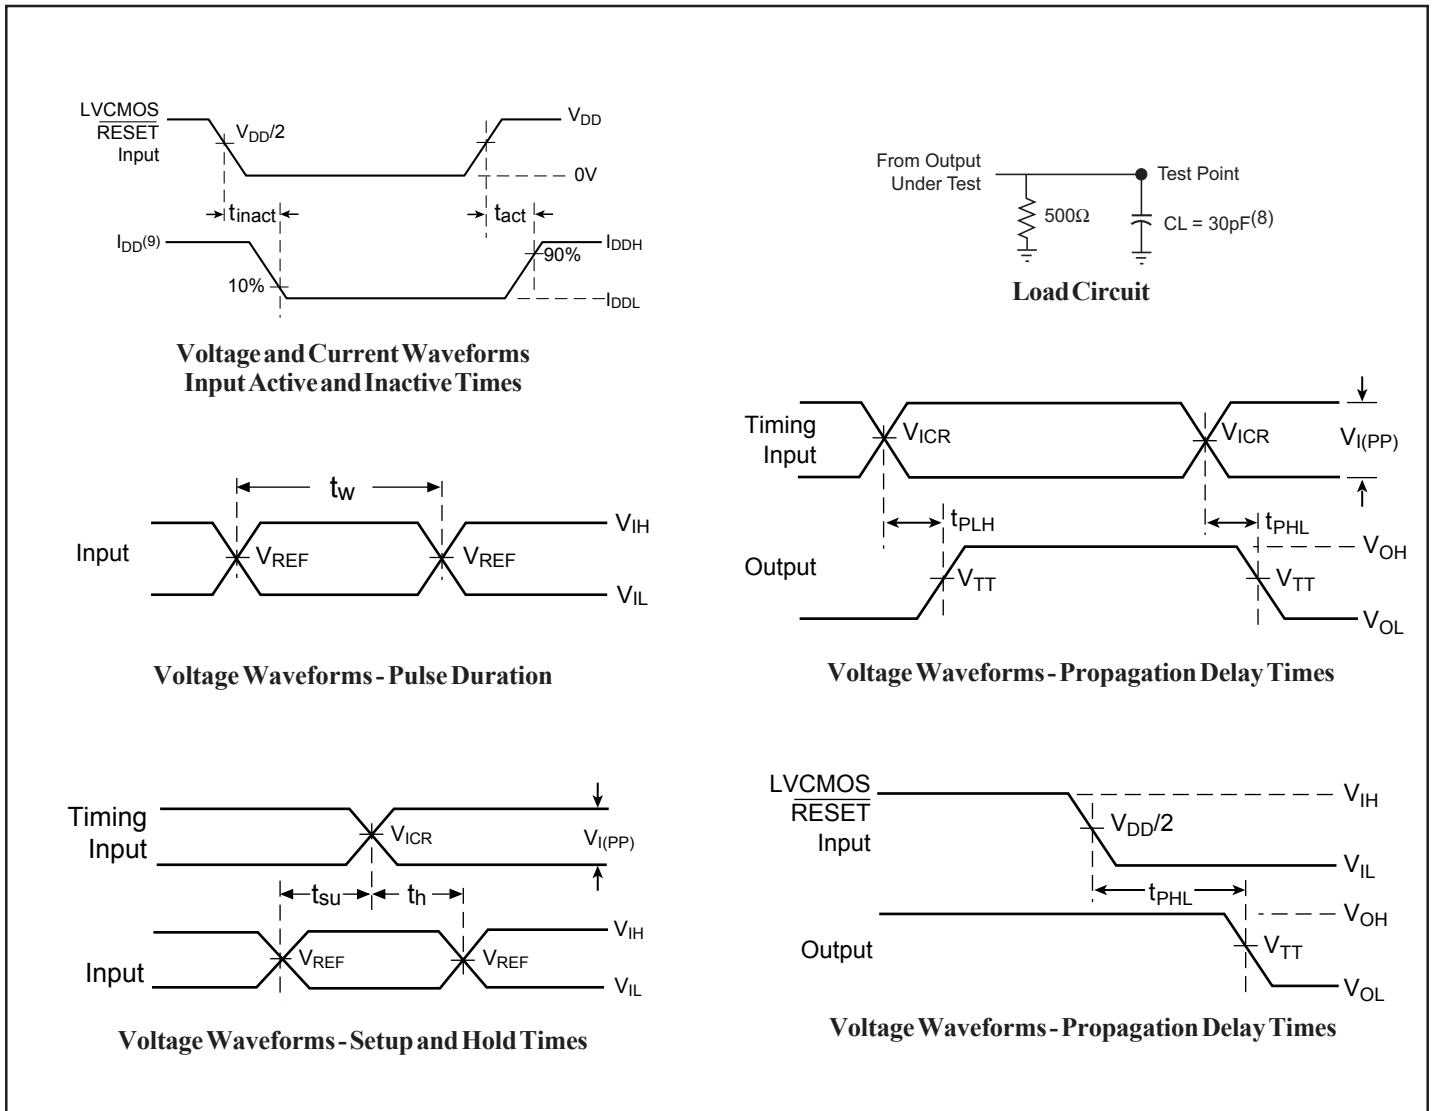 LVCMOS
RESET
Input
VDD/2
VDD
0V
tinact
tact
IDD(9)
IDDH
90%
10%
IDDL
Voltage and Current Waveforms
Input Active and Inactive Times
From Output
Under Test
Test Point
500Ω
CL = 30pF(8)
Load Circuit
tw
Input
VREF
VREF
VIH
VIL
Voltage Waveforms - Pulse Duration
Timing
Input
VICR
VICR
VI(PP)
tPLH
tPHL
Output
VTT
VTT
VOH
VOL
Voltage Waveforms - Propagation Delay Times
Timing
Input
VICR
VI(PP)
tsu
th
Input
VREF
VREF
VIH
VIL
Voltage Waveforms - Setup and Hold Times
LVCMOS
RESET
Input
VDD/2
VIH
VIL
tPHL
Output
VOH
VTT
VOL
Voltage Waveforms - Propagation Delay Times